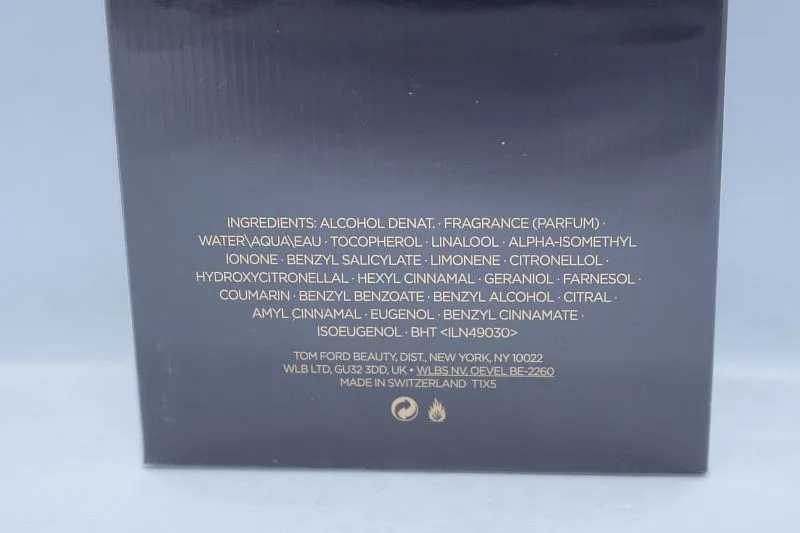 INGREDIENTS: ALCOHOL DENAT. · FRAGRANCE (PARFUM) ·
WATER\AQUA\EAU · TOCOPHEROL · LINALOOL · ALPHA-ISOMETHYL
IONONE · BENZYL SALICYLATE · LIMONENE · CITRONELLOL ·
HYDROXYCITRONELLAL · HEXYL CINNAMAL · GERANIOL · FARNESOL ·
COUMARIN · BENZYL BENZOATE · BENZYL ALCOHOL · CITRAL ·
AMYL CINNAMAL · EUGENOL · BENZYL CINNAMATE ·
ISOEUGENOL · BHT <ILN49030>
TOM FORD BEAUTY, DIST., NEW YORK, NY 10022
WLB LTD, GU32 3DD, UK • WLBS NV, OEVEL BE-2260
MADE IN SWITZERLAND T1X5